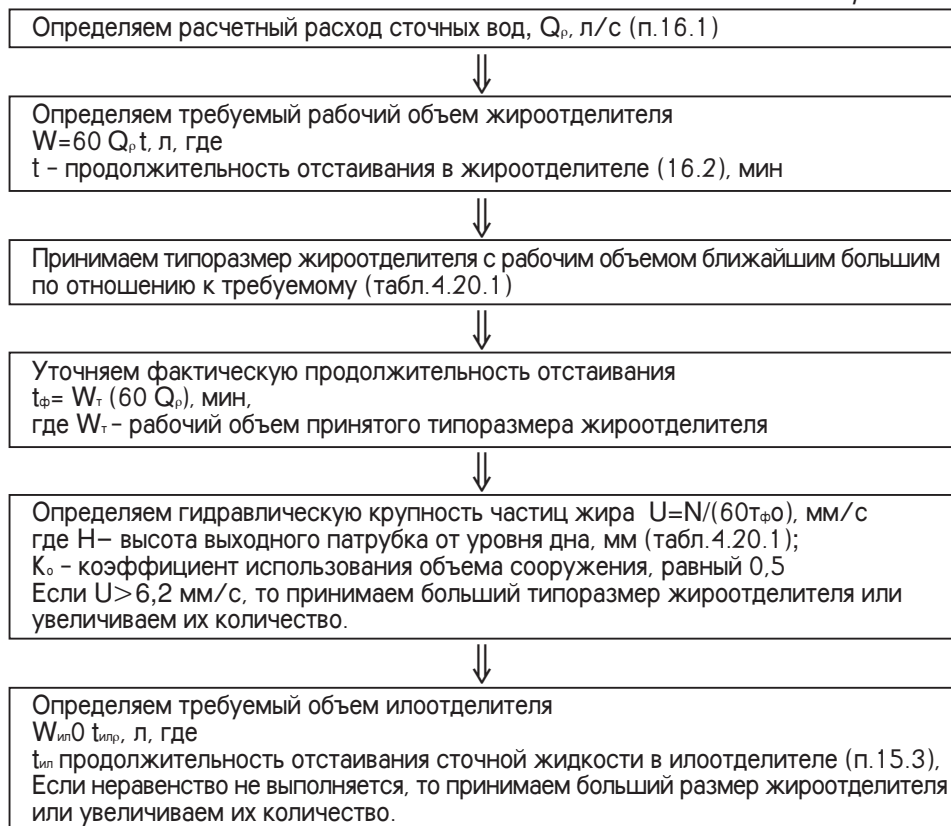 Определяем расчетный расход сточных вод, Qρ, л/с (п.16.1)
Определяем требуемый рабочий объем жироотделителя
W=60 Qρ t, л, где
t – продолжительность отстаивания в жироотделителе (16.2), мин
Принимаем типоразмер жироотделителя с рабочим объемом ближайшим большим
по отношению к требуемому (табл.4.20.1)
Уточняем фактическую продолжительность отстаивания
tф= Wт (60 Qρ), мин,
где Wт – рабочий объем принятого типоразмера жироотделителя
Определяем гидравлическую крупность частиц жира U=N/(60тфо), мм/с
где Н– высота выходного патрубка от уровня дна, мм (табл.4.20.1);
Ко – коэффициент использования объема сооружения, равный 0,5
Если U>6,2 мм/с, то принимаем больший типоразмер жироотделителя или
увеличиваем их количество.
Определяем требуемый объем илоотделителя
Wил0 tилρ, л, где
tил продолжительность отстаивания сточной жидкости в илоотделителе (п.15.3),
Если неравенство не выполняется, то принимаем больший размер жироотделителя
или увеличиваем их количество.